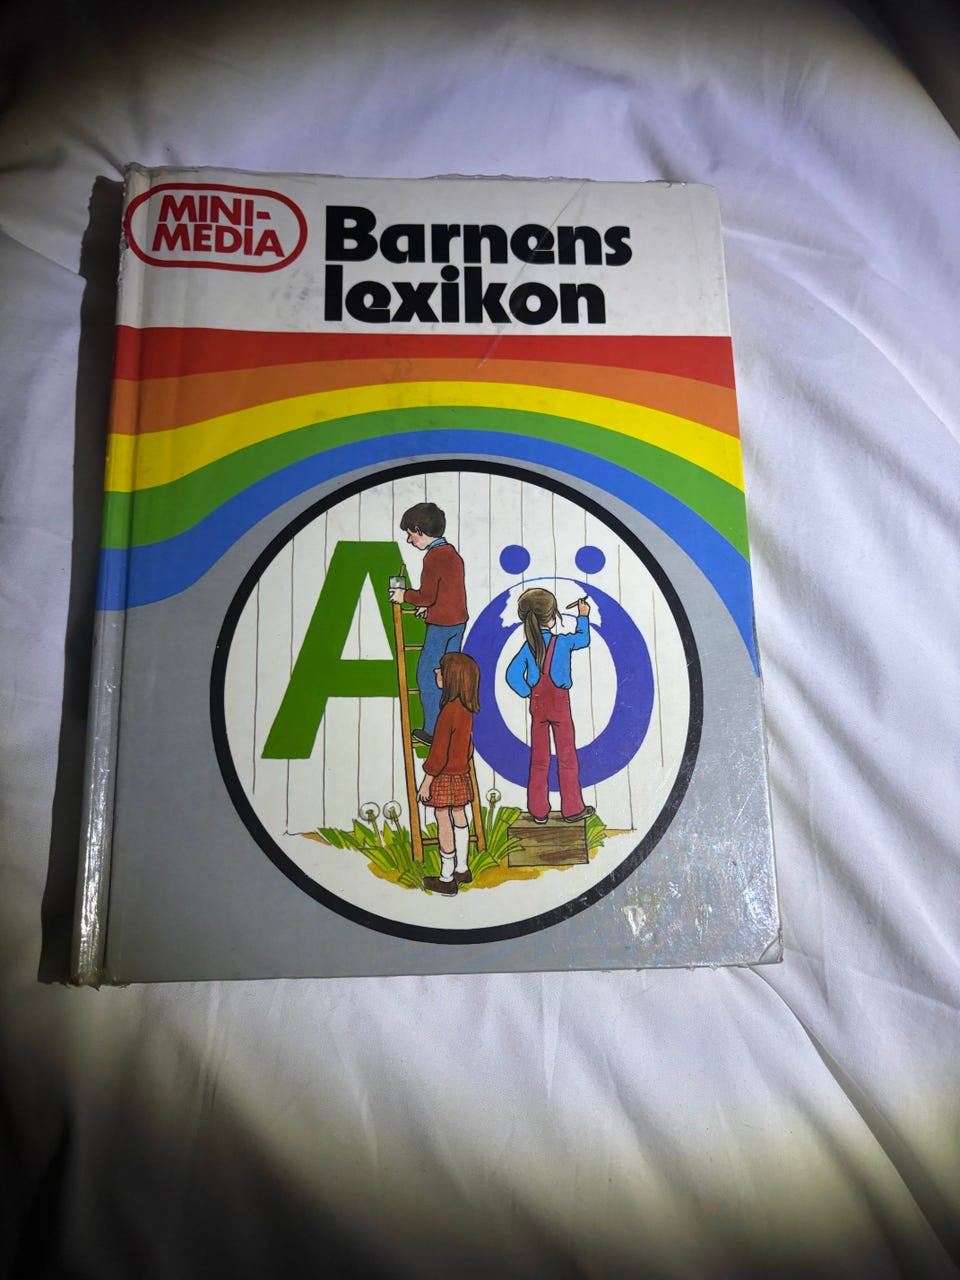 MINI-
MEDIA
Barnens
lexikon
A Ö